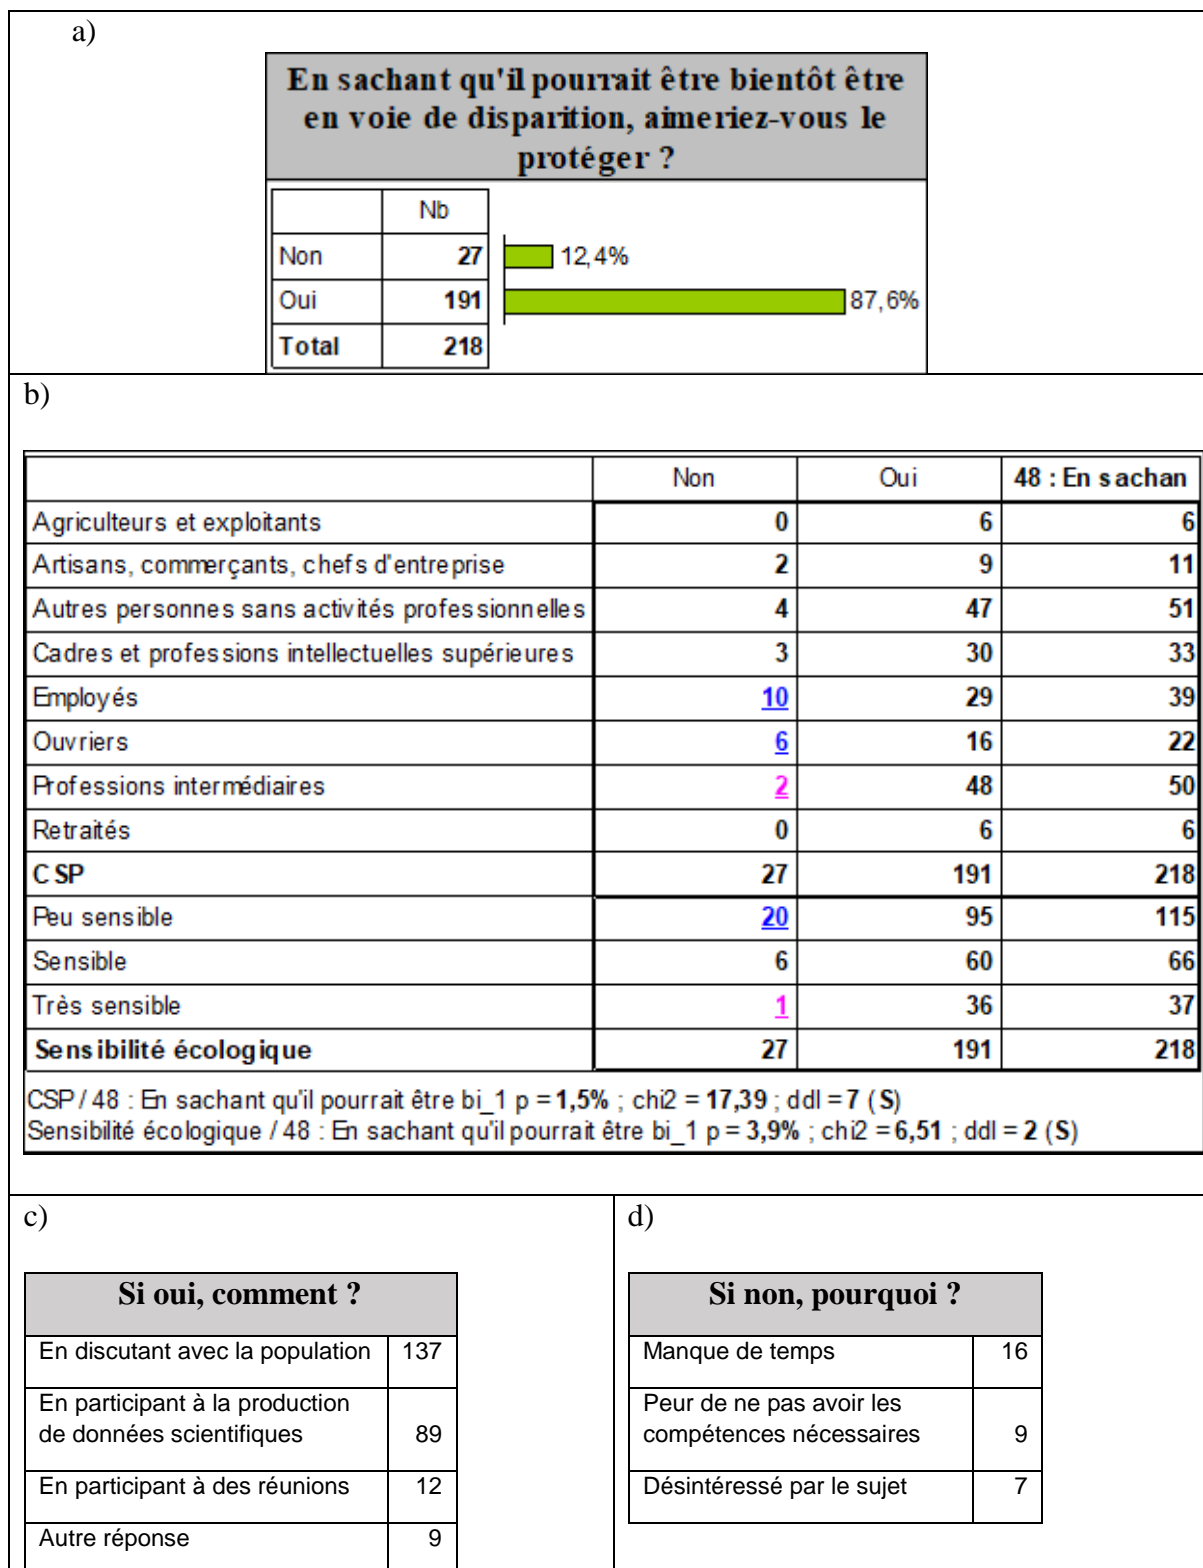 a)
En sachant qu'il pourrait être bientôt être
en voie de disparition, aimeriez-vous le
protéger ?
Nb
Non 27 12,4%
Oui 191 87,6%
Total 218
b)
Non Oui 48 : En sachan
Agriculteurs et exploitants 0 6 6
Artisans, commerçants, chefs d'entreprise 2 9 11
Autres personnes sans activités professionnelles 4 47 51
Cadres et professions intellectuelles supérieures 3 30 33
Employés 10 29 39
Ouvriers 6 16 22
Professions intermédiaires 2 48 50
Retraités 0 6 6
CSP 27 191 218
Peu sensible 20 95 115
Sensible 6 60 66
Très sensible 1 36 37
Sensibilité écologique 27 191 218
CSP / 48 : En sachant qu'il pourrait être bi_1 p = 1,5% ; chi2 = 17,39 ; ddl = 7 (S)
Sensibilité écologique / 48 : En sachant qu'il pourrait être bi_1 p = 3,9% ; chi2 = 6,51 ; ddl = 2 (S)
c)
Si oui, comment ?
En discutant avec la population 137
En participant à la production
de données scientifiques 89
En participant à des réunions 12
Autre réponse 9
d)
Si non, pourquoi ?
Manque de temps 16
Peur de ne pas avoir les
compétences nécessaires 9
Désintéressé par le sujet 7